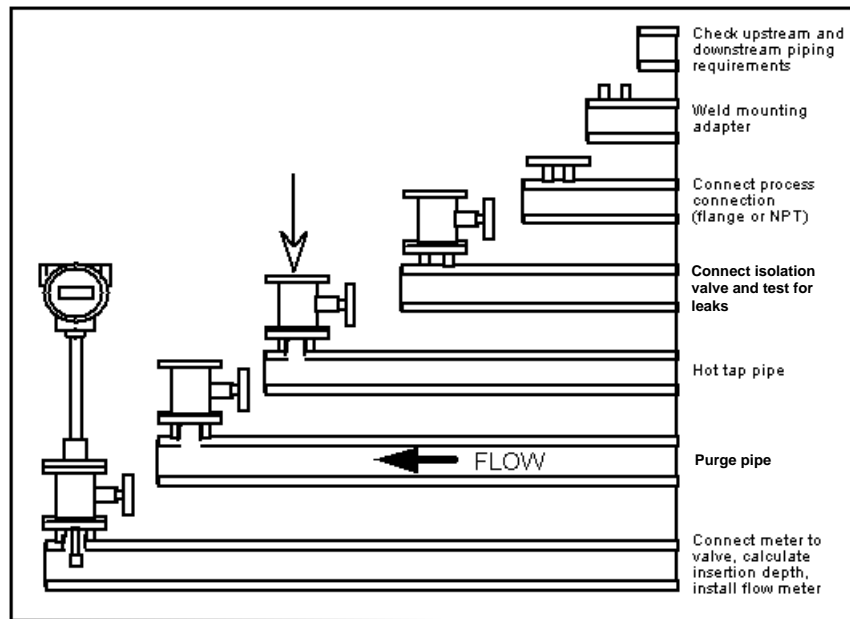 Check upstream and
downstream piping
requirements
Weld mounting
adapter
Connect process
connection
(flange or NPT)
Connect isolation
valve and test for
leaks
Hot tap pipe
FLOW
Purge pipe
Connect meter to
valve, calculate
insertion depth,
install flow meter